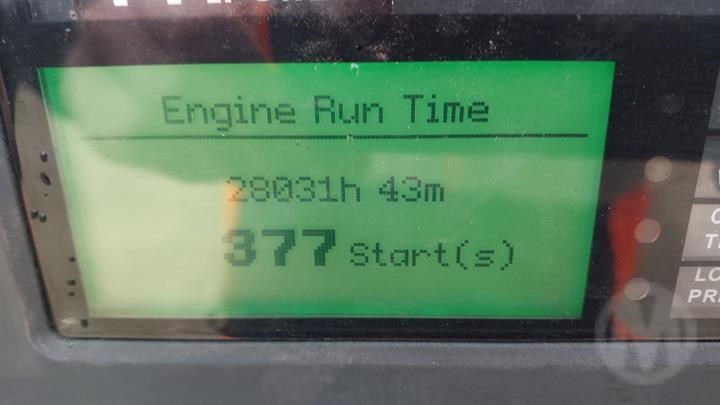 Engine Run Time
28031h 43m
377 Start(s)